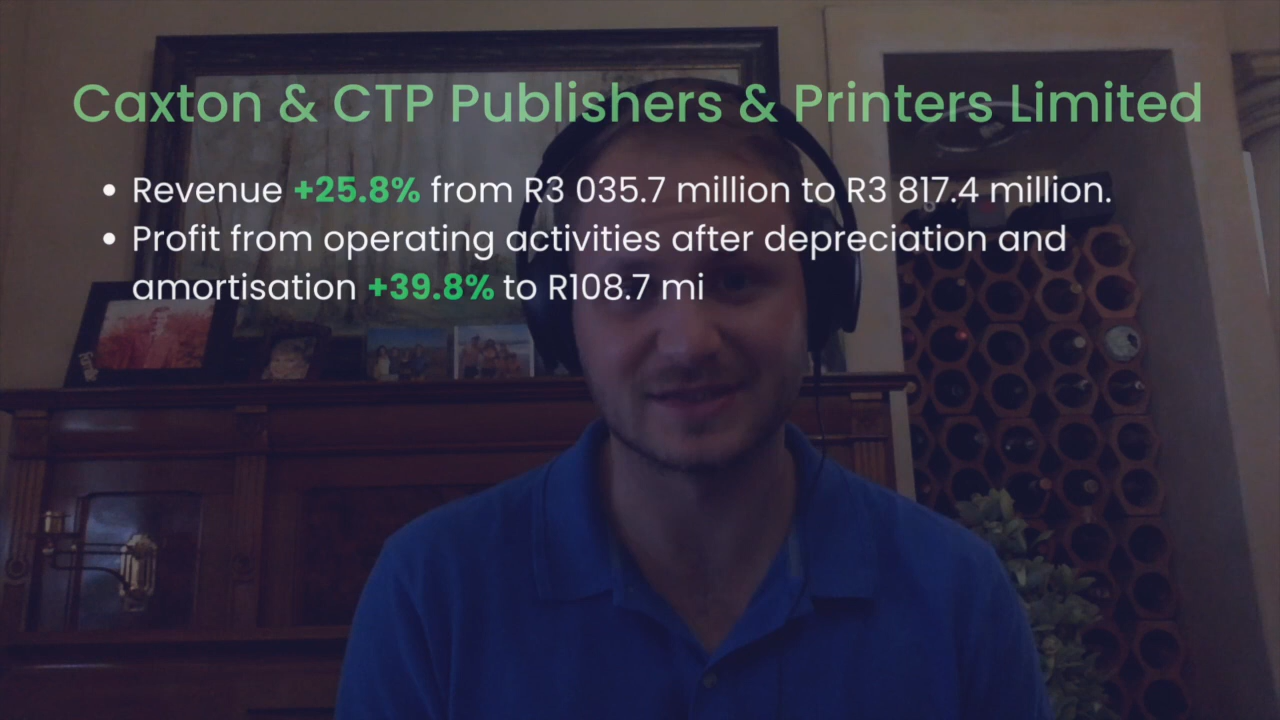 Caxton & CTP Publishers & Printers Limited
• Revenue +25.8% from R3 035.7 million to R3 817.4 million.
• Profit from operating activities after depreciation and
amortisation +39.8% to R108.7 mi